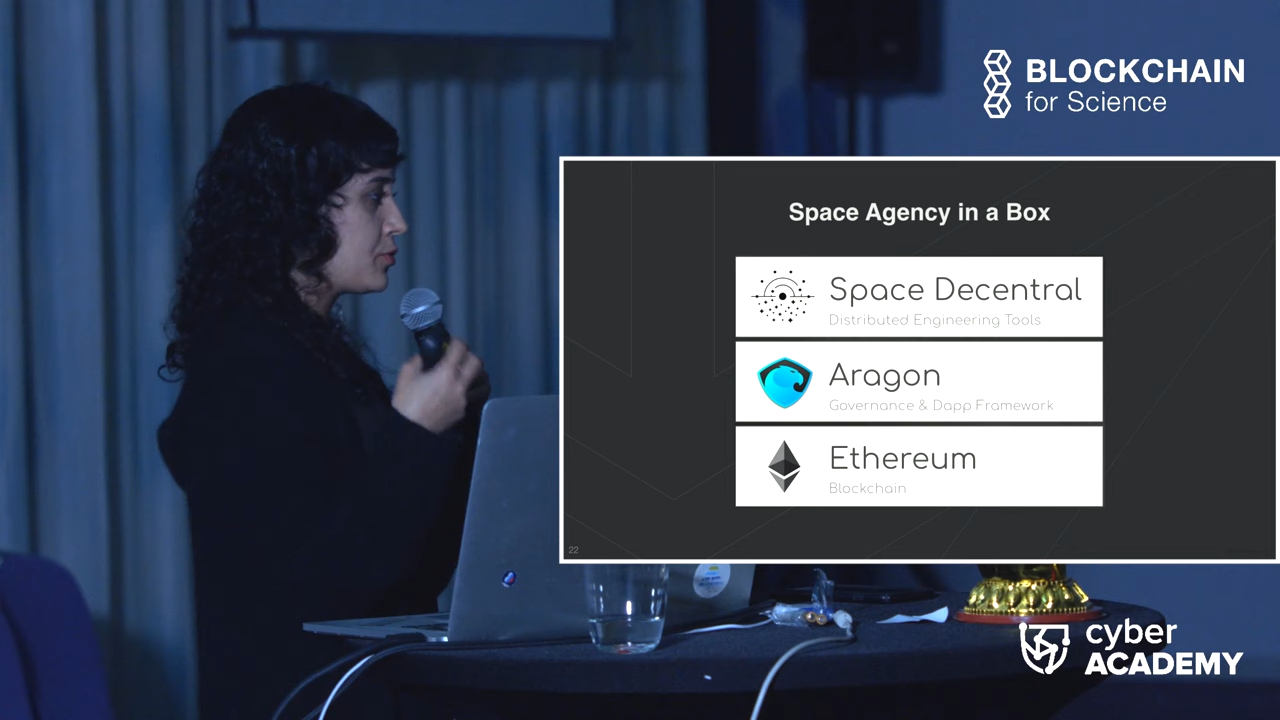 BLOCKCHAIN
for Science
Space Agency in a Box
Space Decentral
Distributed Engineering Tools
Aragon
Governance & Dapp Framework
Ethereum
Blockchain
22
cyber
ACADEMY